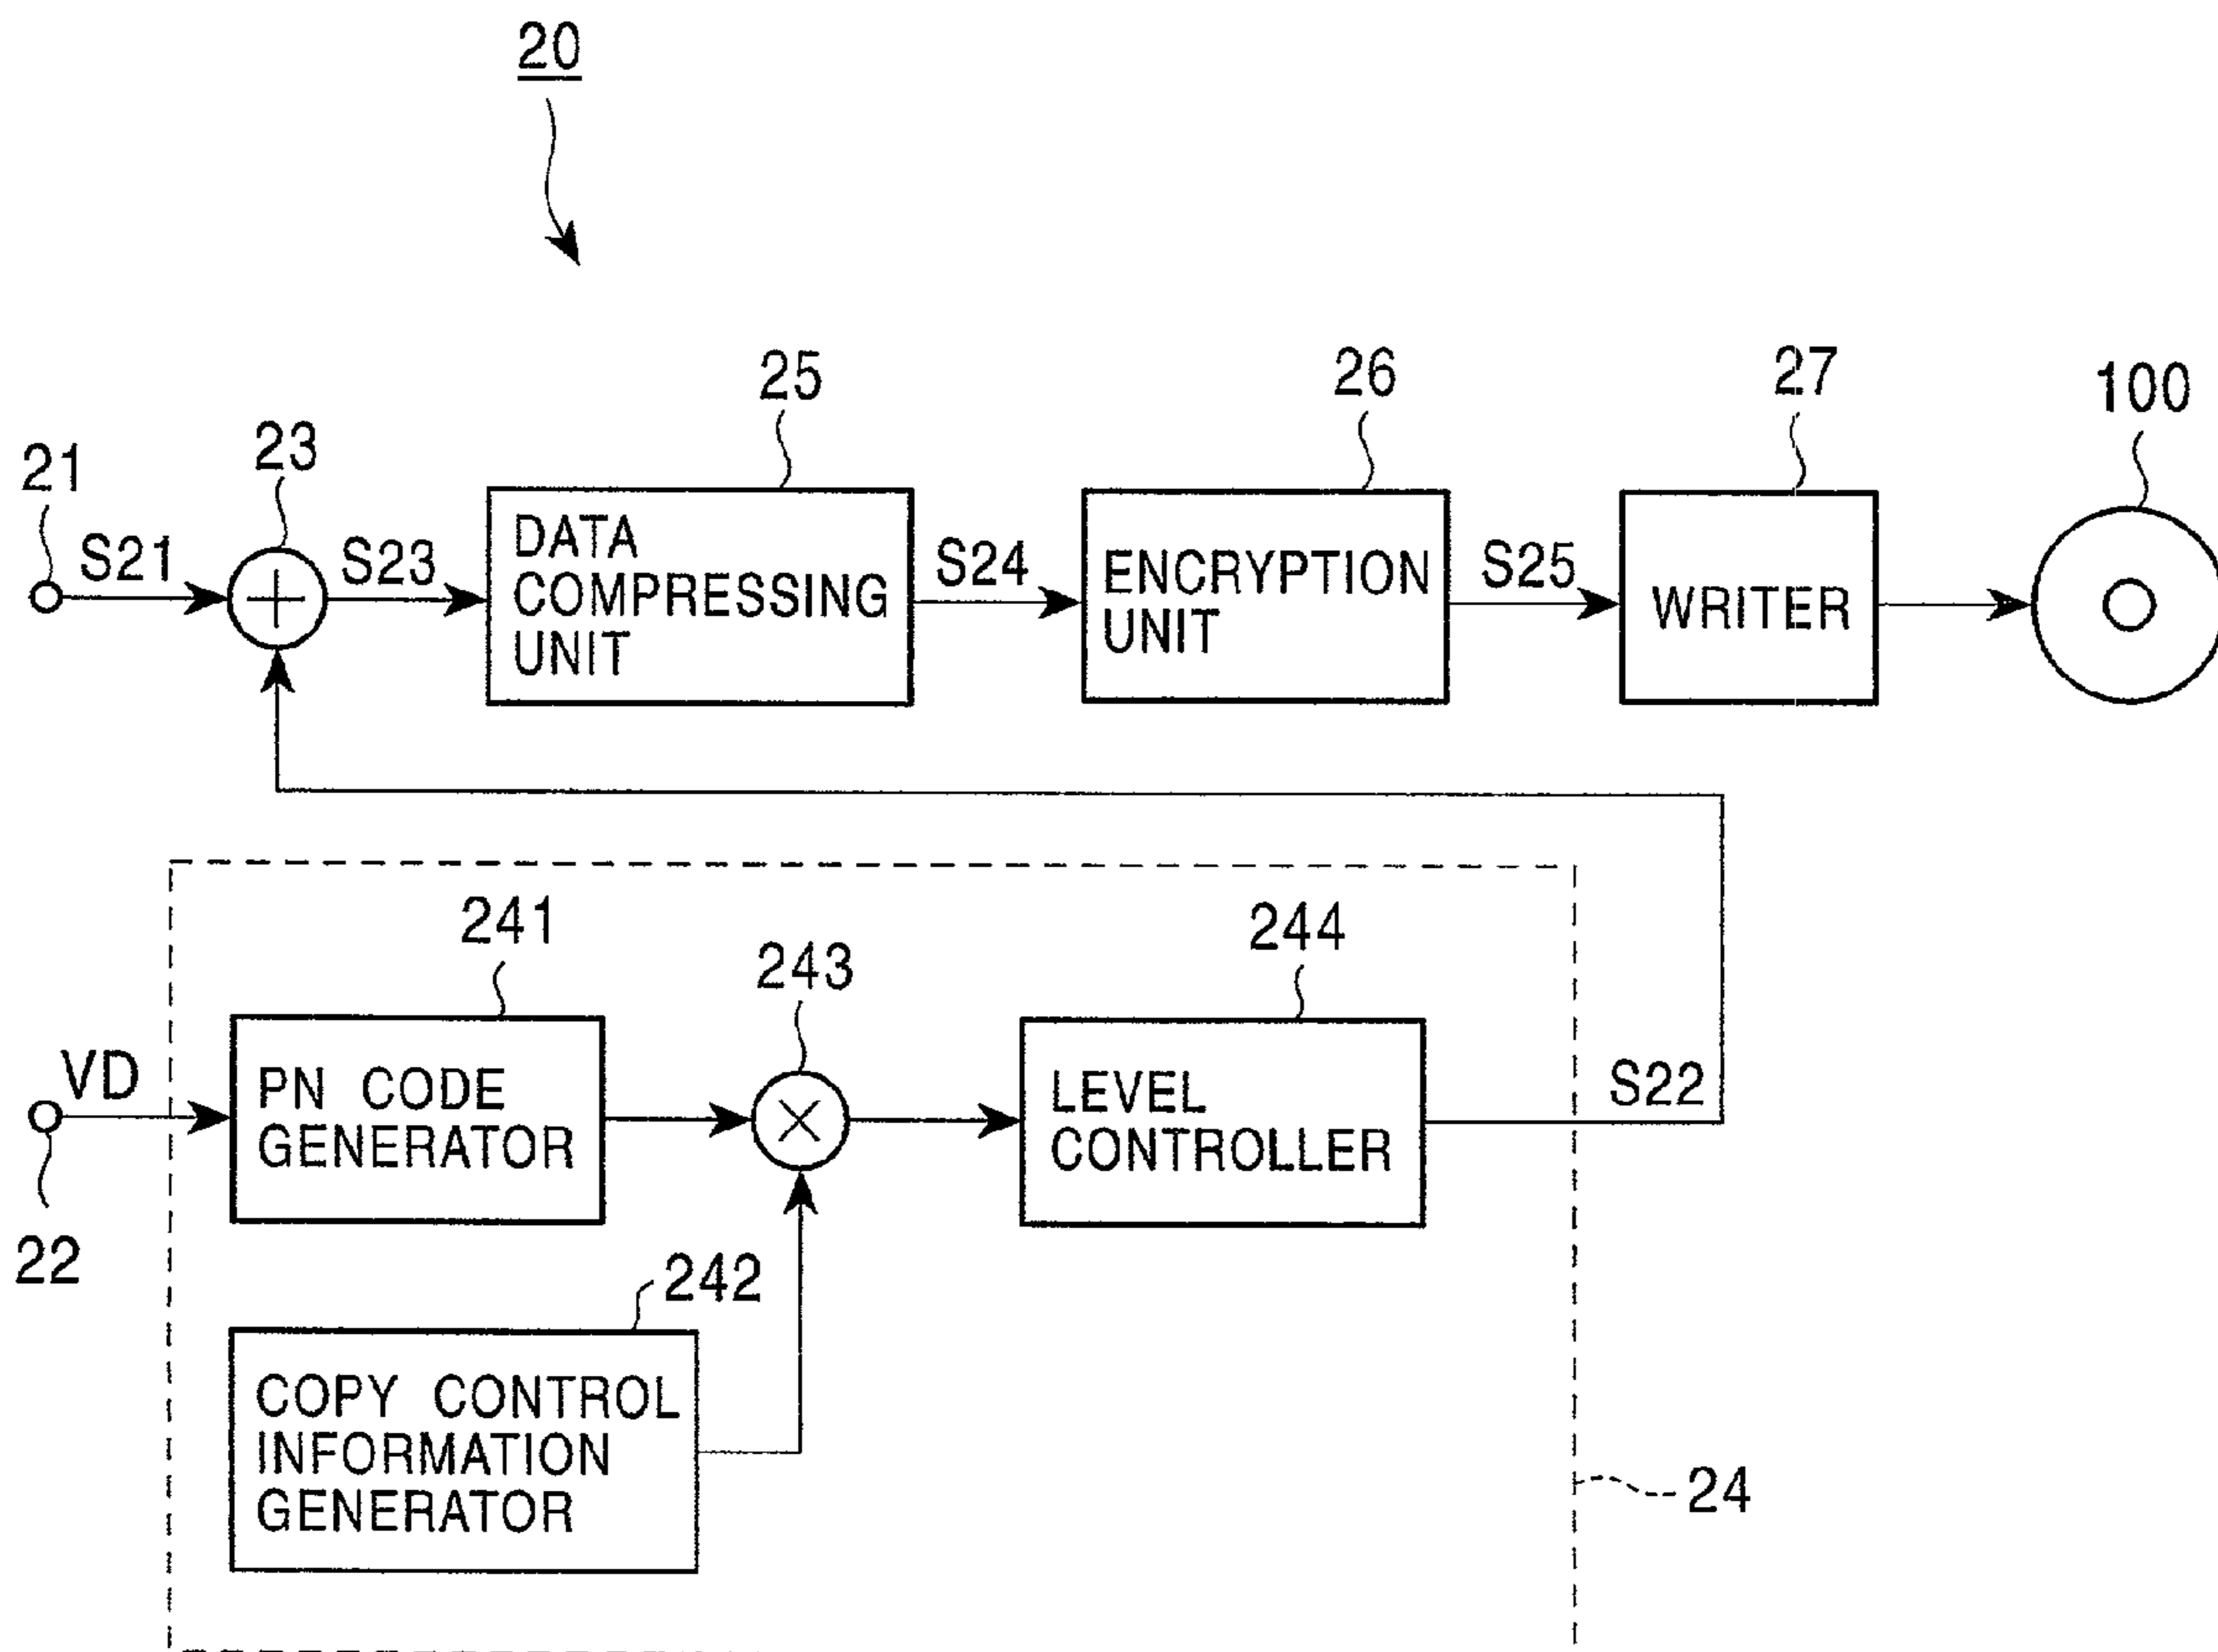 20
25
26
27
100
21
23
S21
S23
DATA
COMPRESSING
UNIT
S24
ENCRYPTION
UNIT
S25
WRITER
241
243
244
VD
PN CODE
GENERATOR
LEVEL
CONTROLLER
S22
22
242
COPY CONTROL
INFORMATION
GENERATOR
24